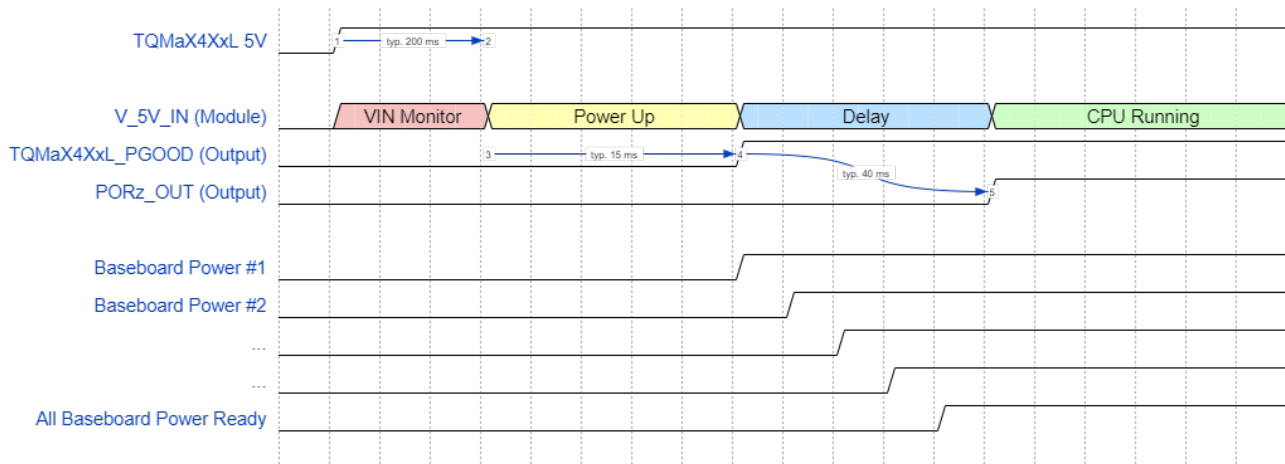 TQMaX4XxL 5V
1 typ. 200 ms 2
V_5V_IN (Module)
VIN Monitor Power Up Delay CPU Running
TQMaX4XxL_PGOOD (Output)
3 typ. 15 ms 4
typ. 40 ms
PORz_OUT (Output)
5
Baseboard Power #1
Baseboard Power #2
...
...
All Baseboard Power Ready